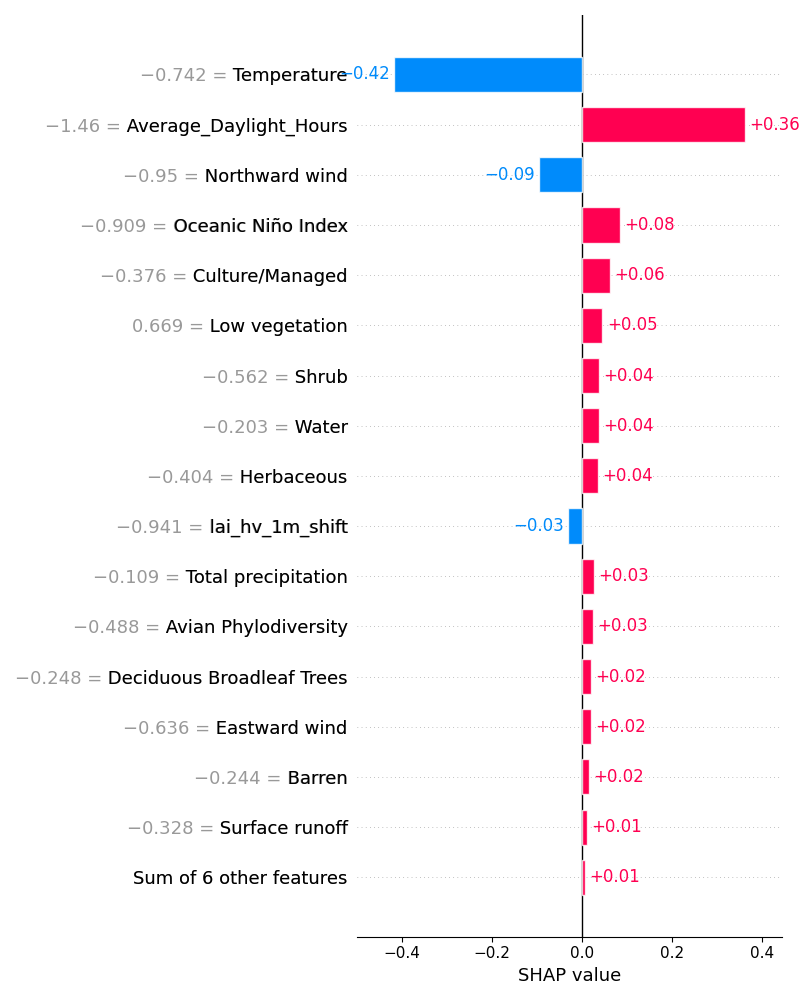 −0.742 = Temperature −0.42
−1.46 = Average_Daylight_Hours +0.36
−0.95 = Northward wind −0.09
−0.909 = Oceanic Niño Index +0.08
−0.376 = Culture/Managed +0.06
0.669 = Low vegetation +0.05
−0.562 = Shrub +0.04
−0.203 = Water +0.04
−0.404 = Herbaceous +0.04
−0.941 = lai_hv_1m_shift −0.03
−0.109 = Total precipitation +0.03
−0.488 = Avian Phylodiversity +0.03
−0.248 = Deciduous Broadleaf Trees +0.02
−0.636 = Eastward wind +0.02
−0.244 = Barren +0.02
−0.328 = Surface runoff +0.01
Sum of 6 other features +0.01
−0.4 −0.2 0.0 0.2 0.4
SHAP value